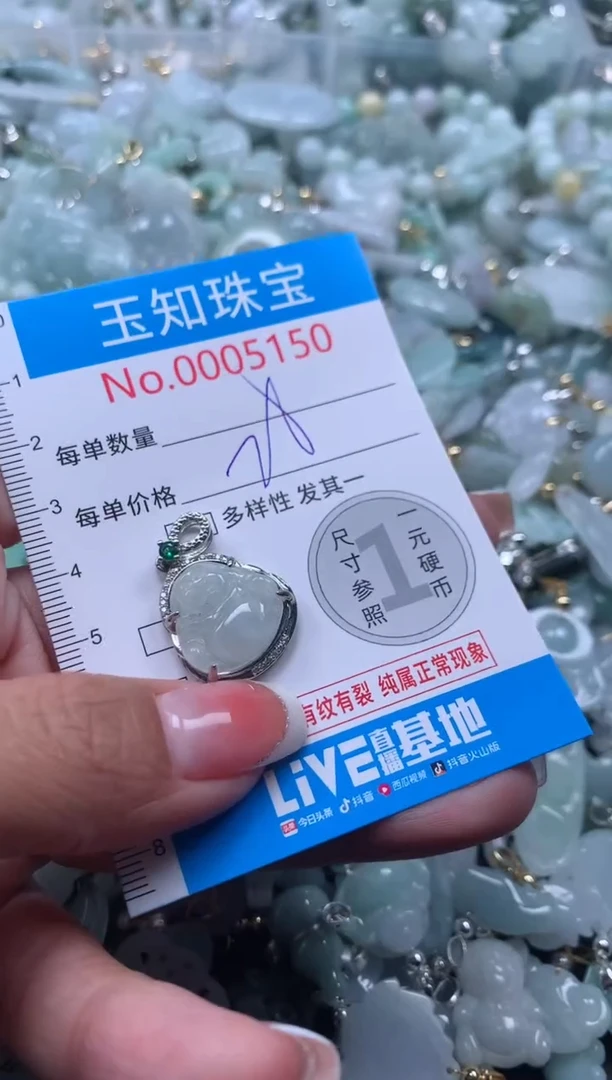 玉知珠宝
No.0005150
每单数量
每单价格
多样性 发其一
尺寸参照
1
一元硬币
有纹有裂 纯属正常现象
LiVE直播基地
今日头条 抖音 西瓜视频 抖音火山版
1
2
3
4
5
8